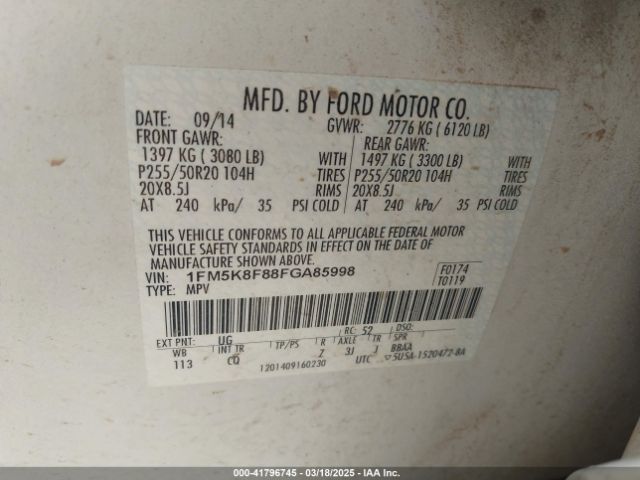 MFD. BY FORD MOTOR CO.
DATE: 09/14 GVWR: 2776 KG ( 6120 LB)
FRONT GAWR: REAR GAWR:
1397 KG ( 3080 LB) WITH 1497 KG ( 3300 LB) WITH
P255/50R20 104H TIRES P255/50R20 104H TIRES
20X8.5J RIMS 20X8.5J RIMS
AT 240 kPa/ 35 PSI COLD AT 240 kPa/ 35 PSI COLD
THIS VEHICLE CONFORMS TO ALL APPLICABLE FEDERAL MOTOR
VEHICLE SAFETY STANDARDS IN EFFECT ON THE DATE OF
MANUFACTURE SHOWN ABOVE.
VIN: 1FM5K8F88FGA85998 F0174
TYPE: MPV T0119
EXT PNT: UG RC: 52 DSO:
WB INT TR TP/PS R AXLE TR SPR
113 CQ Z 3J J BBAA
1201409160230 UTC 5USA-1520472-BA
000-41796745 - 03/18/2025 - IAA Inc.